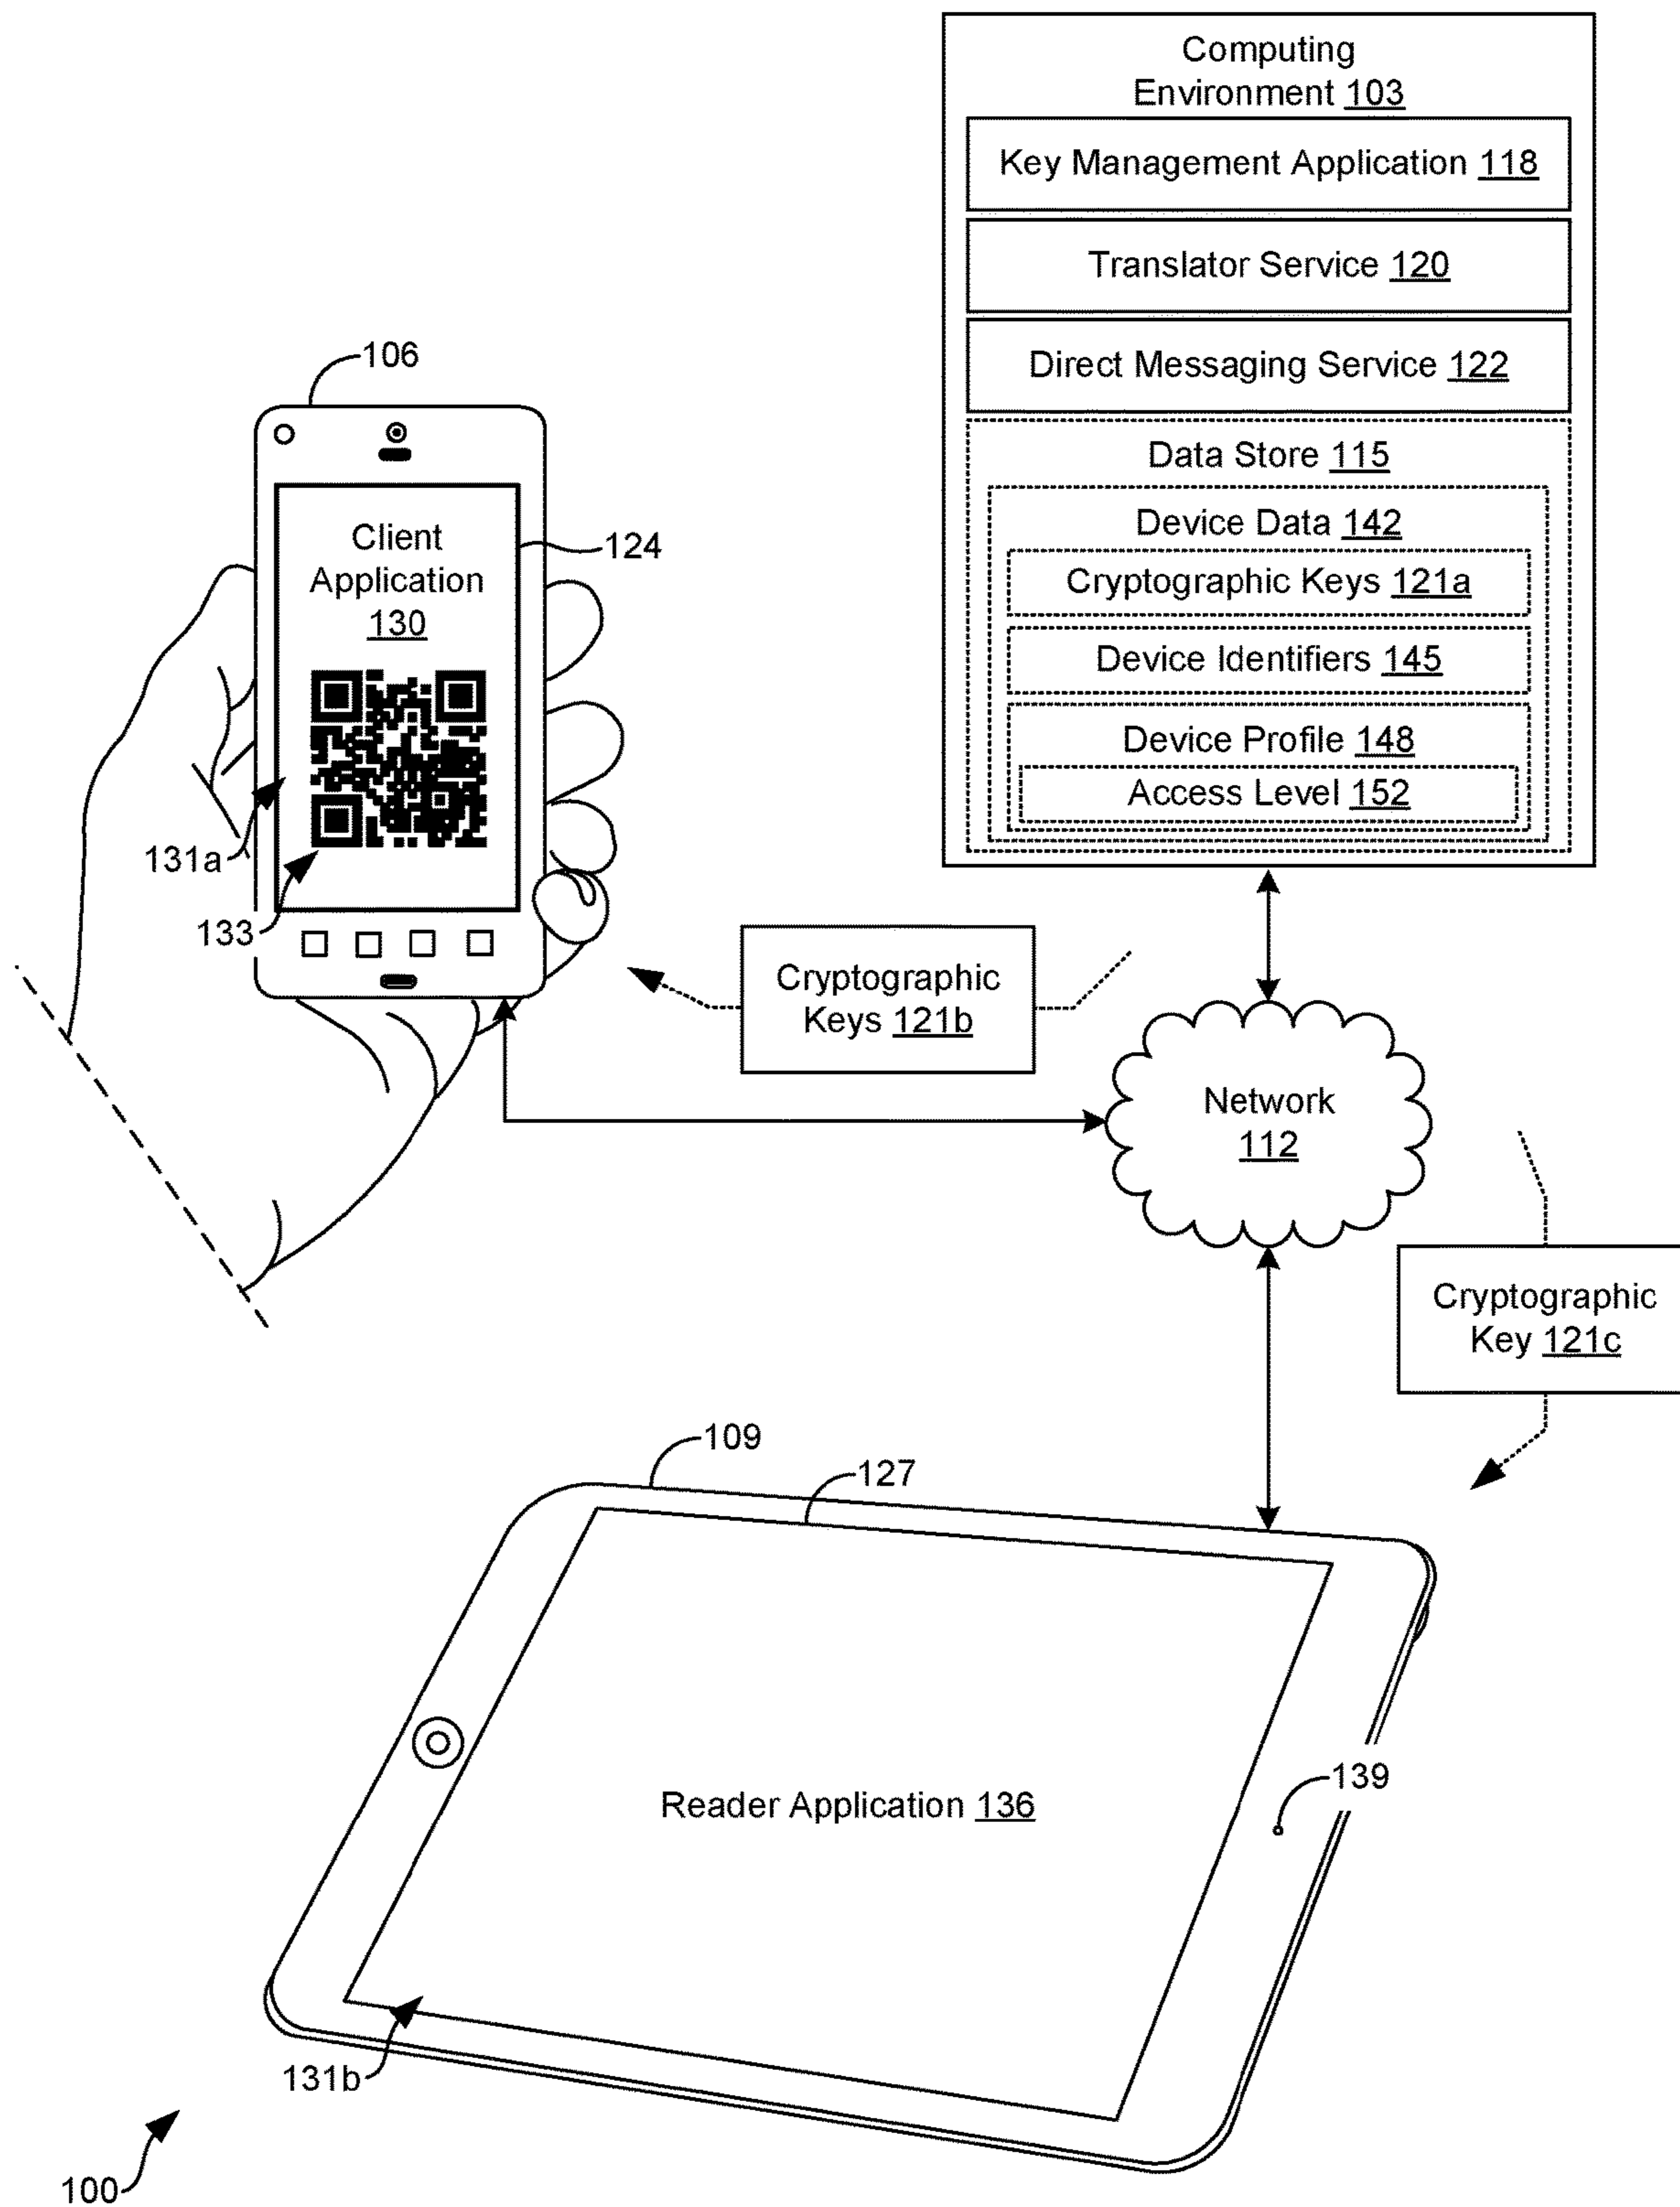 Computing
Environment 103
Key Management Application 118
Translator Service 120
Direct Messaging Service 122
Data Store 115
Device Data 142
Cryptographic Keys 121a
Device Identifiers 145
Device Profile 148
Access Level 152
106
Client
Application
130
124
131a
133
Cryptographic
Keys 121b
Network
112
Cryptographic
Key 121c
109
127
Reader Application 136
139
131b
100